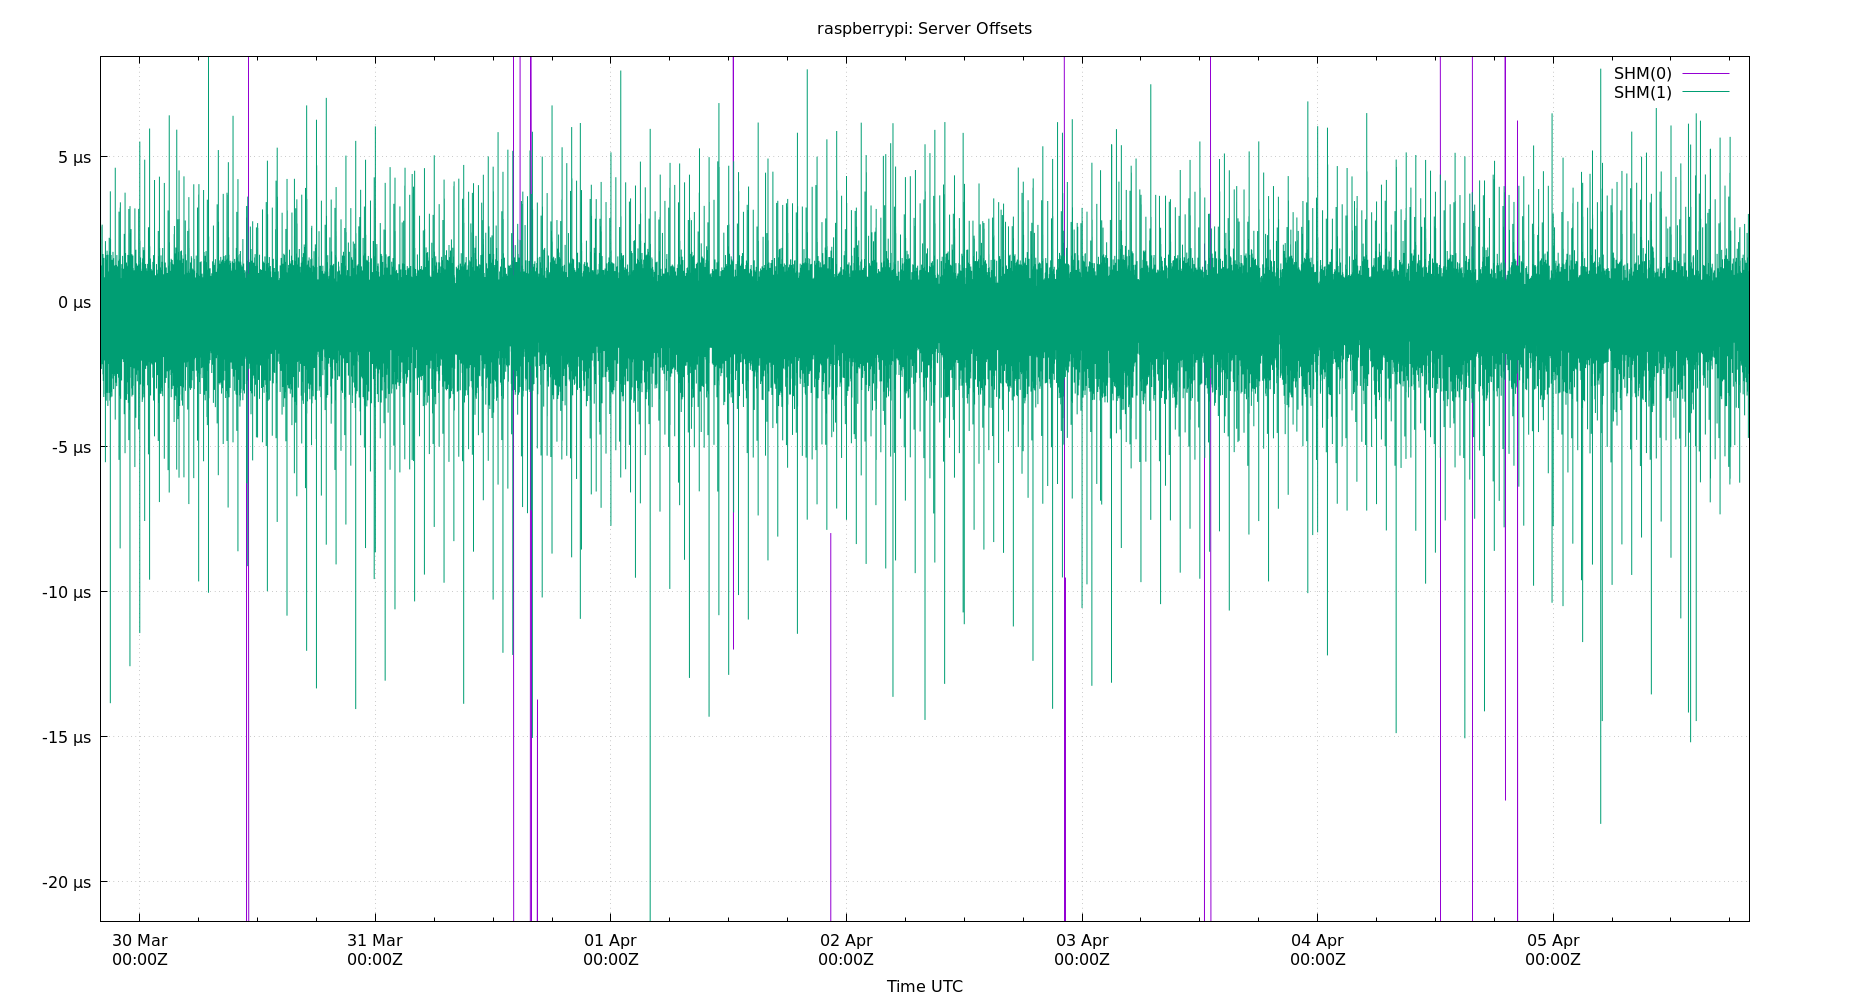 raspberrypi: Server Offsets
SHM(0)
SHM(1)
5 µs
0 µs
-5 µs
-10 µs
-15 µs
-20 µs
30 Mar 31 Mar 01 Apr 02 Apr 03 Apr 04 Apr 05 Apr
00:00Z 00:00Z 00:00Z 00:00Z 00:00Z 00:00Z 00:00Z
Time UTC